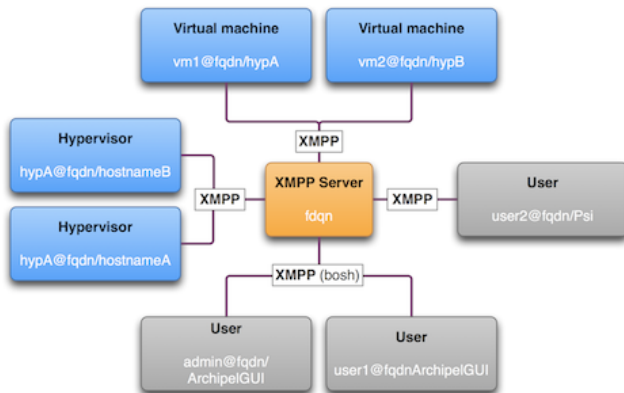 Virtual machine
vm1@fqdn/hypA
Virtual machine
vm2@fqdn/hypB
XMPP
Hypervisor
hypA@fqdn/hostnameB
Hypervisor
hypA@fqdn/hostnameA
XMPP
XMPP Server
fdqn
XMPP
User
user2@fqdn/Psi
XMPP (bosh)
User
admin@fqdn/
ArchipelGUI
User
user1@fqdnArchipelGUI